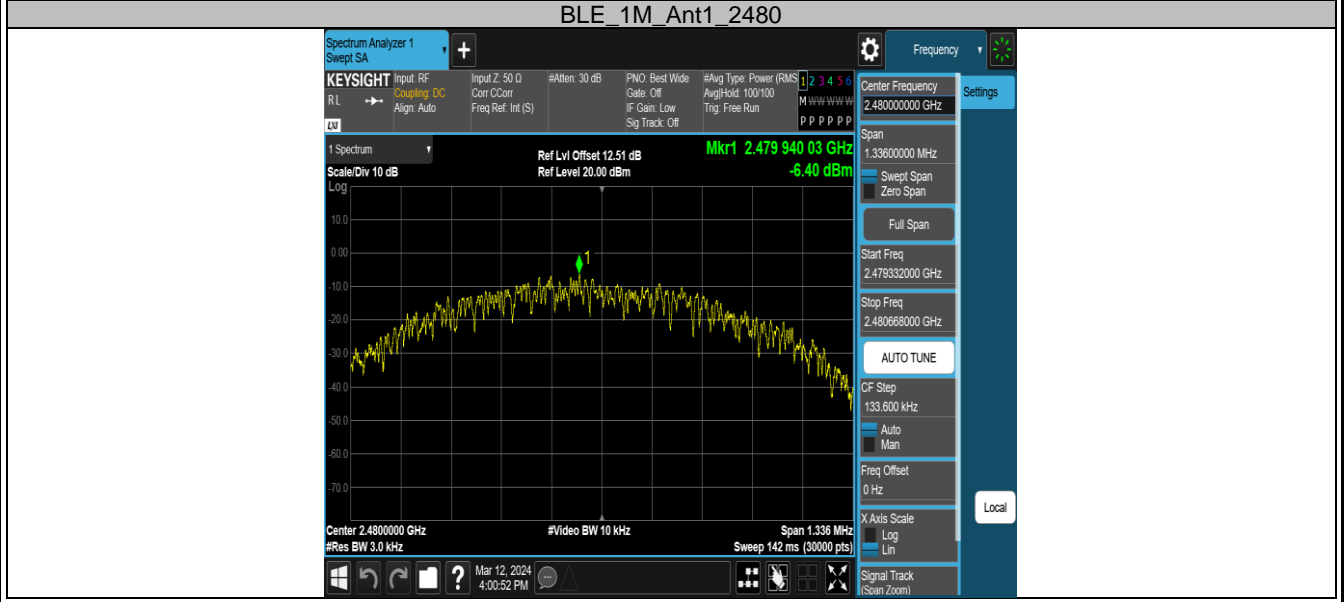 BLE_1M_Ant1_2480
Spectrum Analyzer 1
Swept SA
+
Frequency
KEYSIGHT
RL
LXI
Input: RF
Coupling: DC
Align: Auto
Input Z: 50 Ω
Corr CCorr
Freq Ref: Int (S)
#Atten: 30 dB
PNO: Best Wide
Gate: Off
IF Gain: Low
Sig Track: Off
#Avg Type: Power (RMS
Avg|Hold: 100/100
Trig: Free Run
1 2 3 4 5 6
M W W W W W
P P P P P P
1 Spectrum
Scale/Div 10 dB
Ref Lvl Offset 12.51 dB
Ref Level 20.00 dBm
Mkr1 2.479 940 03 GHz
-6.40 dBm
Log
10.0
0.00
-10.0
-20.0
-30.0
-40.0
-50.0
-60.0
-70.0
1
Center 2.4800000 GHz
#Res BW 3.0 kHz
#Video BW 10 kHz
Span 1.336 MHz
Sweep 142 ms (30000 pts)
Center Frequency
2.480000000 GHz
Settings
Span
1.33600000 MHz
Swept Span
Zero Span
Full Span
Start Freq
2.479332000 GHz
Stop Freq
2.480668000 GHz
AUTO TUNE
CF Step
133.600 kHz
Auto
Man
Freq Offset
0 Hz
X Axis Scale
Log
Lin
Signal Track
(Span Zoom)
Local
?
Mar 12, 2024
4:00:52 PM